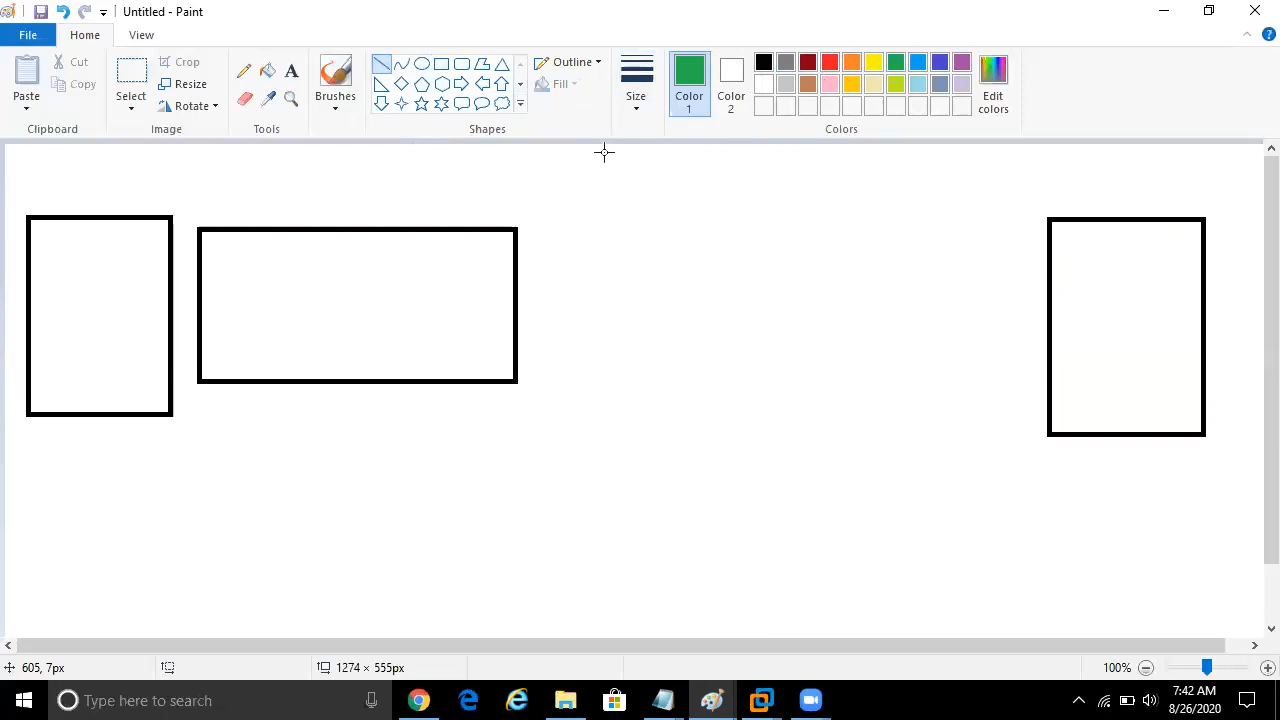 Untitled - Paint
File Home View
Paste
Cut
Copy
Clipboard
Select
Crop
Resize
Rotate
Image
A
Tools
Brushes
Outline
Fill
Shapes
Size
Color 1
Color 2
Edit colors
Colors
605, 7px
1274 × 555px
100%
Type here to search
7:42 AM
8/26/2020